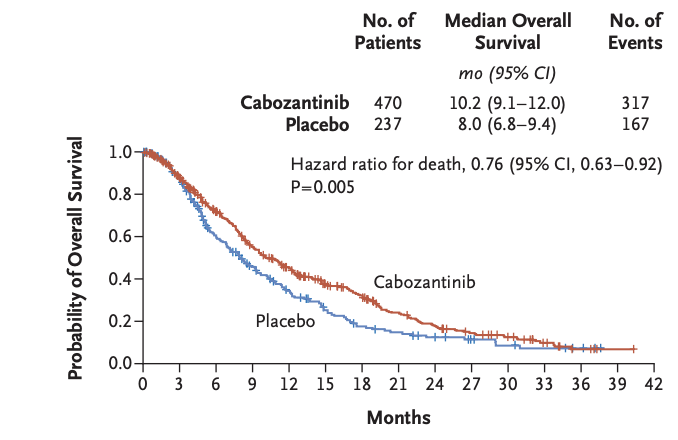 No. of Patients
Median Overall Survival
No. of Events
mo (95% CI)
Cabozantinib 470 10.2 (9.1–12.0) 317
Placebo 237 8.0 (6.8–9.4) 167
Hazard ratio for death, 0.76 (95% CI, 0.63–0.92)
P=0.005
Probability of Overall Survival
1.0
0.8
0.6
0.4
0.2
0.0
Cabozantinib
Placebo
0 3 6 9 12 15 18 21 24 27 30 33 36 39 42
Months